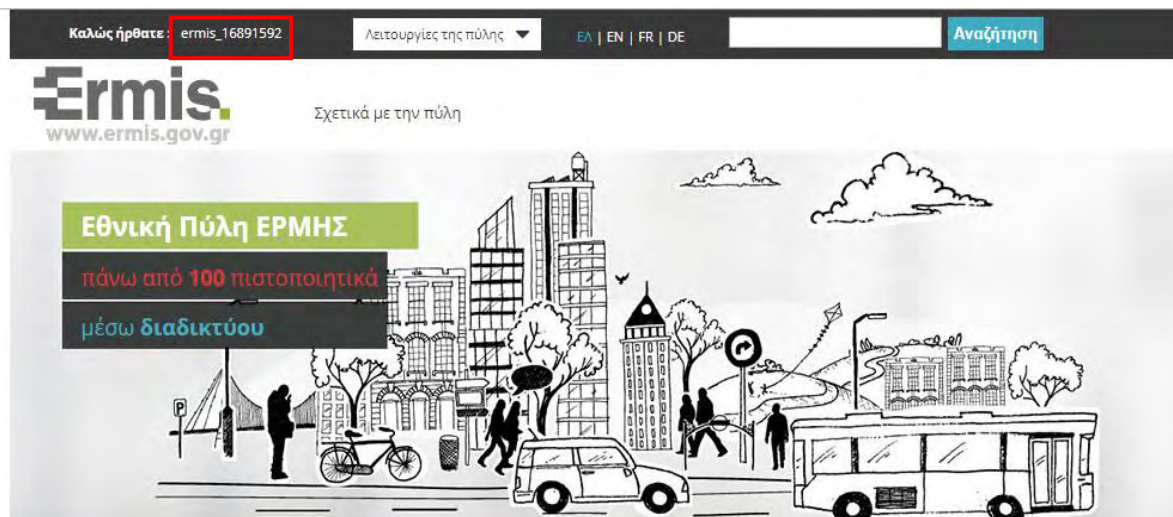 Καλώς ήρθατε : ermis_16891592 Λειτουργίες της πύλης ΕΛ | EN | FR | DE Αναζήτηση
Ermis.
www.ermis.gov.gr
Σχετικά με την πύλη
Εθνική Πύλη ΕΡΜΗΣ
πάνω από 100 πιστοποιητικά
μέσω διαδικτύου
P